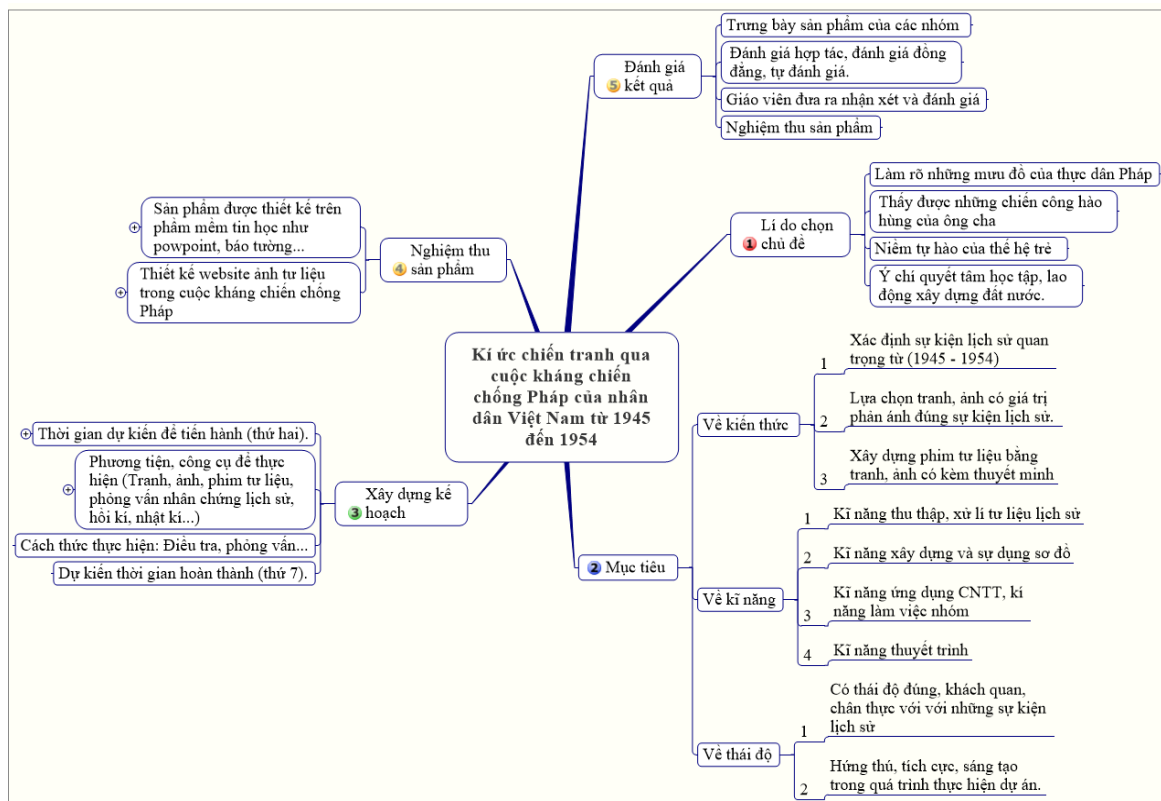 Kí ức chiến tranh qua
cuộc kháng chiến
chống Pháp của nhân
dân Việt Nam từ 1945
đến 1954
1 Lí do chọn
chủ đề
Làm rõ những mưu đồ của thực dân Pháp
Thấy được những chiến công hào
hùng của ông cha
Niềm tự hào của thế hệ trẻ
Ý chí quyết tâm học tập, lao
động xây dựng đất nước.
2 Mục tiêu
Về kiến thức
1 Xác định sự kiện lịch sử quan
trọng từ (1945 - 1954)
2 Lựa chọn tranh, ảnh có giá trị
phản ánh đúng sự kiện lịch sử.
3 Xây dựng phim tư liệu bằng
tranh, ảnh có kèm thuyết minh
Về kĩ năng
1 Kĩ năng thu thập, xử lí tư liệu lịch sử
2 Kĩ năng xây dựng và sự dụng sơ đồ
3 Kĩ năng ứng dụng CNTT, kí
năng làm việc nhóm
4 Kĩ năng thuyết trình
Về thái độ
1 Có thái độ đúng, khách quan,
chân thực với với những sự kiện
lịch sử
2 Hứng thú, tích cực, sáng tạo
trong quá trình thực hiện dự án.
3 Xây dựng kế
hoạch
Thời gian dự kiến để tiến hành (thứ hai).
Phương tiện, công cụ để thực
hiện (Tranh, ảnh, phim tư liệu,
phỏng vấn nhân chứng lịch sử,
hồi kí, nhật kí...)
Cách thức thực hiện: Điều tra, phỏng vấn...
Dự kiến thời gian hoàn thành (thứ 7).
4 Nghiệm thu
sản phẩm
Sản phẩm được thiết kế trên
phầm mềm tin học như
powpoint, báo tường...
Thiết kế website ảnh tư liệu
trong cuộc kháng chiến chống
Pháp
5 Đánh giá
kết quả
Trưng bày sản phẩm của các nhóm
Đánh giá hợp tác, đánh giá đồng
đẳng, tự đánh giá.
Giáo viên đưa ra nhận xét và đánh giá
Nghiệm thu sản phẩm